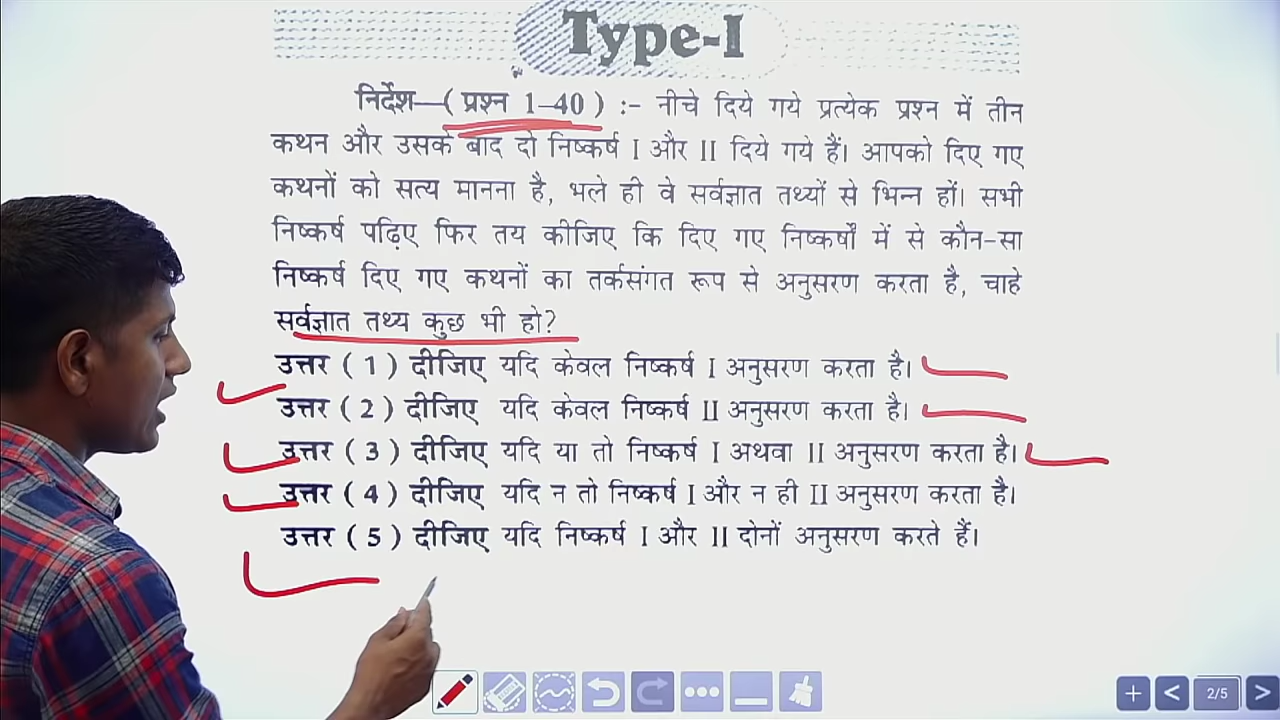 Type-I
निर्देश—( प्रश्न 1–40 ) :- नीचे दिये गये प्रत्येक प्रश्न में तीन
कथन और उसके बाद दो निष्कर्ष I और II दिये गये हैं। आपको दिए गए
कथनों को सत्य मानना है, भले ही वे सर्वज्ञात तथ्यों से भिन्न हों। सभी
निष्कर्ष पढ़िए फिर तय कीजिए कि दिए गए निष्कर्षों में से कौन-सा
निष्कर्ष दिए गए कथनों का तर्कसंगत रूप से अनुसरण करता है, चाहे
सर्वज्ञात तथ्य कुछ भी हो?
उत्तर ( 1 ) दीजिए यदि केवल निष्कर्ष I अनुसरण करता है।
उत्तर ( 2 ) दीजिए यदि केवल निष्कर्ष II अनुसरण करता है।
उत्तर ( 3 ) दीजिए यदि या तो निष्कर्ष I अथवा II अनुसरण करता है।
उत्तर ( 4 ) दीजिए यदि न तो निष्कर्ष I और न ही II अनुसरण करता है।
उत्तर ( 5 ) दीजिए यदि निष्कर्ष I और II दोनों अनुसरण करते हैं।
2/5